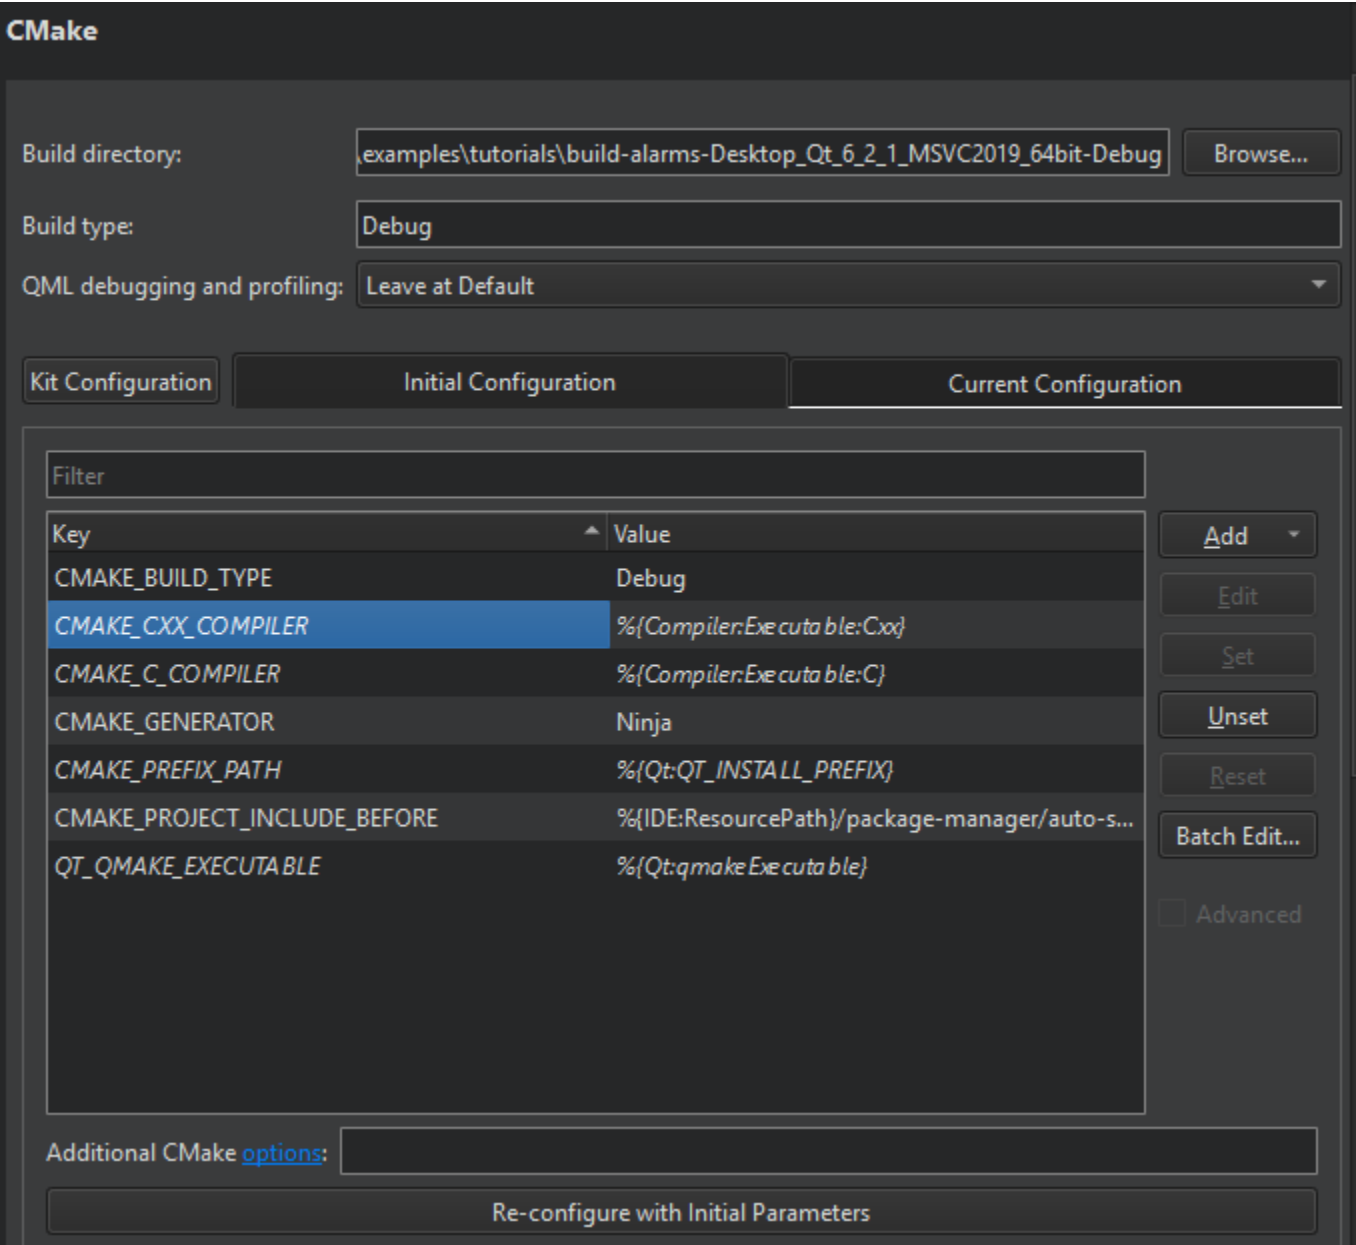 CMake
Build directory: \examples\tutorials\build-alarms-Desktop_Qt_6_2_1_MSVC2019_64bit-Debug Browse...
Build type: Debug
QML debugging and profiling: Leave at Default
Kit Configuration Initial Configuration Current Configuration
Filter
Key Value Add
CMAKE_BUILD_TYPE Debug
Edit
CMAKE_CXX_COMPILER %{Compiler:Executable:Cxx}
Set
CMAKE_C_COMPILER %{Compiler:Executable:C}
CMAKE_GENERATOR Ninja Unset
CMAKE_PREFIX_PATH %{Qt:QT_INSTALL_PREFIX} Reset
CMAKE_PROJECT_INCLUDE_BEFORE %{IDE:ResourcePath}/package-manager/auto-s...
Batch Edit...
QT_QMAKE_EXECUTABLE %{Qt:qmakeExecutable}
Advanced
Additional CMake options:
Re-configure with Initial Parameters